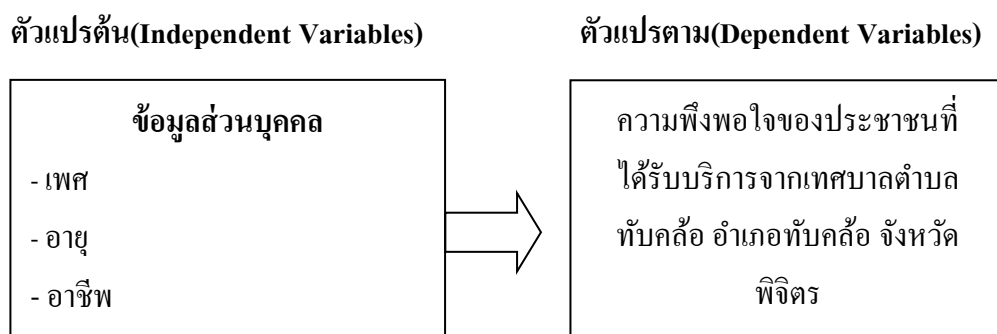 ตัวแปรต้น(Independent Variables)
ตัวแปรตาม(Dependent Variables)
ข้อมูลส่วนบุคคล
- เพศ
- อายุ
- อาชีพ
ความพึงพอใจของประชาชนที่
ได้รับบริการจากเทศบาลตำบล
ทับคล้อ อำเภอทับคล้อ จังหวัด
พิจิตร